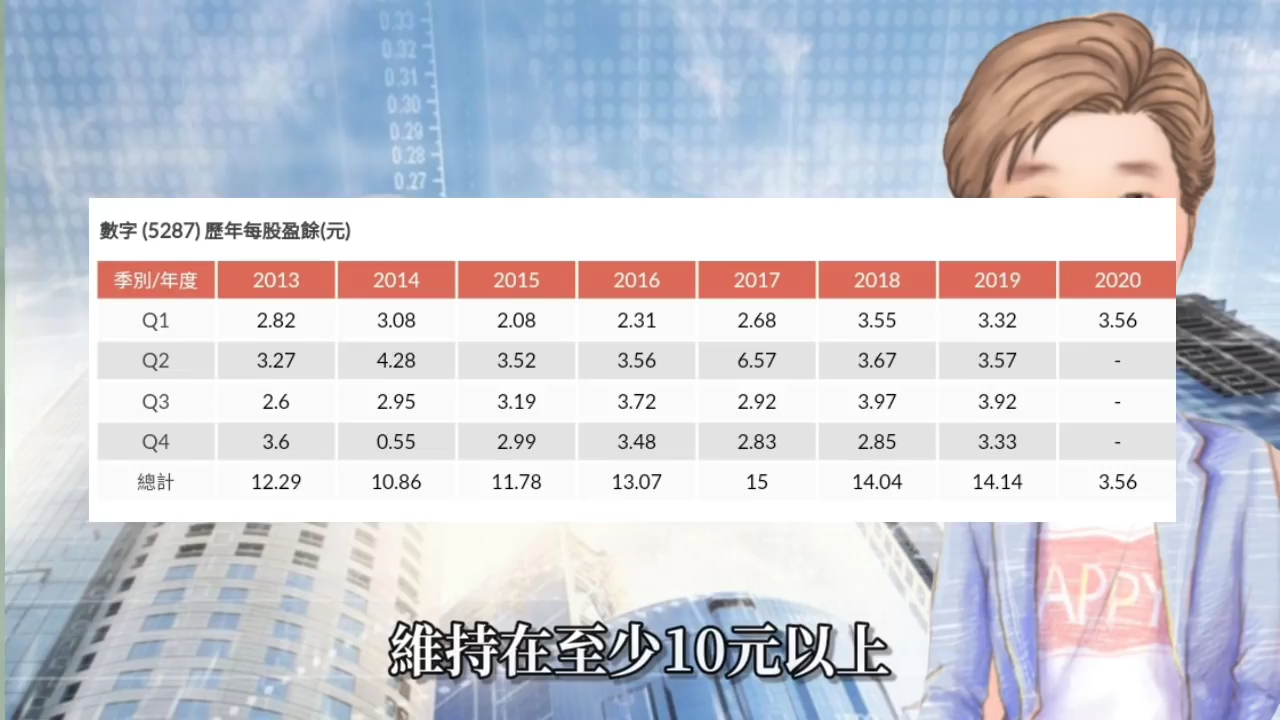 0.33
0.32
0.31
0.30
0.29
0.28
0.27
數字 (5287) 歷年每股盈餘(元)
季別/年度 2013 2014 2015 2016 2017 2018 2019 2020
Q1 2.82 3.08 2.08 2.31 2.68 3.55 3.32 3.56
Q2 3.27 4.28 3.52 3.56 6.57 3.67 3.57 -
Q3 2.6 2.95 3.19 3.72 2.92 3.97 3.92 -
Q4 3.6 0.55 2.99 3.48 2.83 2.85 3.33 -
總計 12.29 10.86 11.78 13.07 15 14.04 14.14 3.56
APPY
維持在至少10元以上